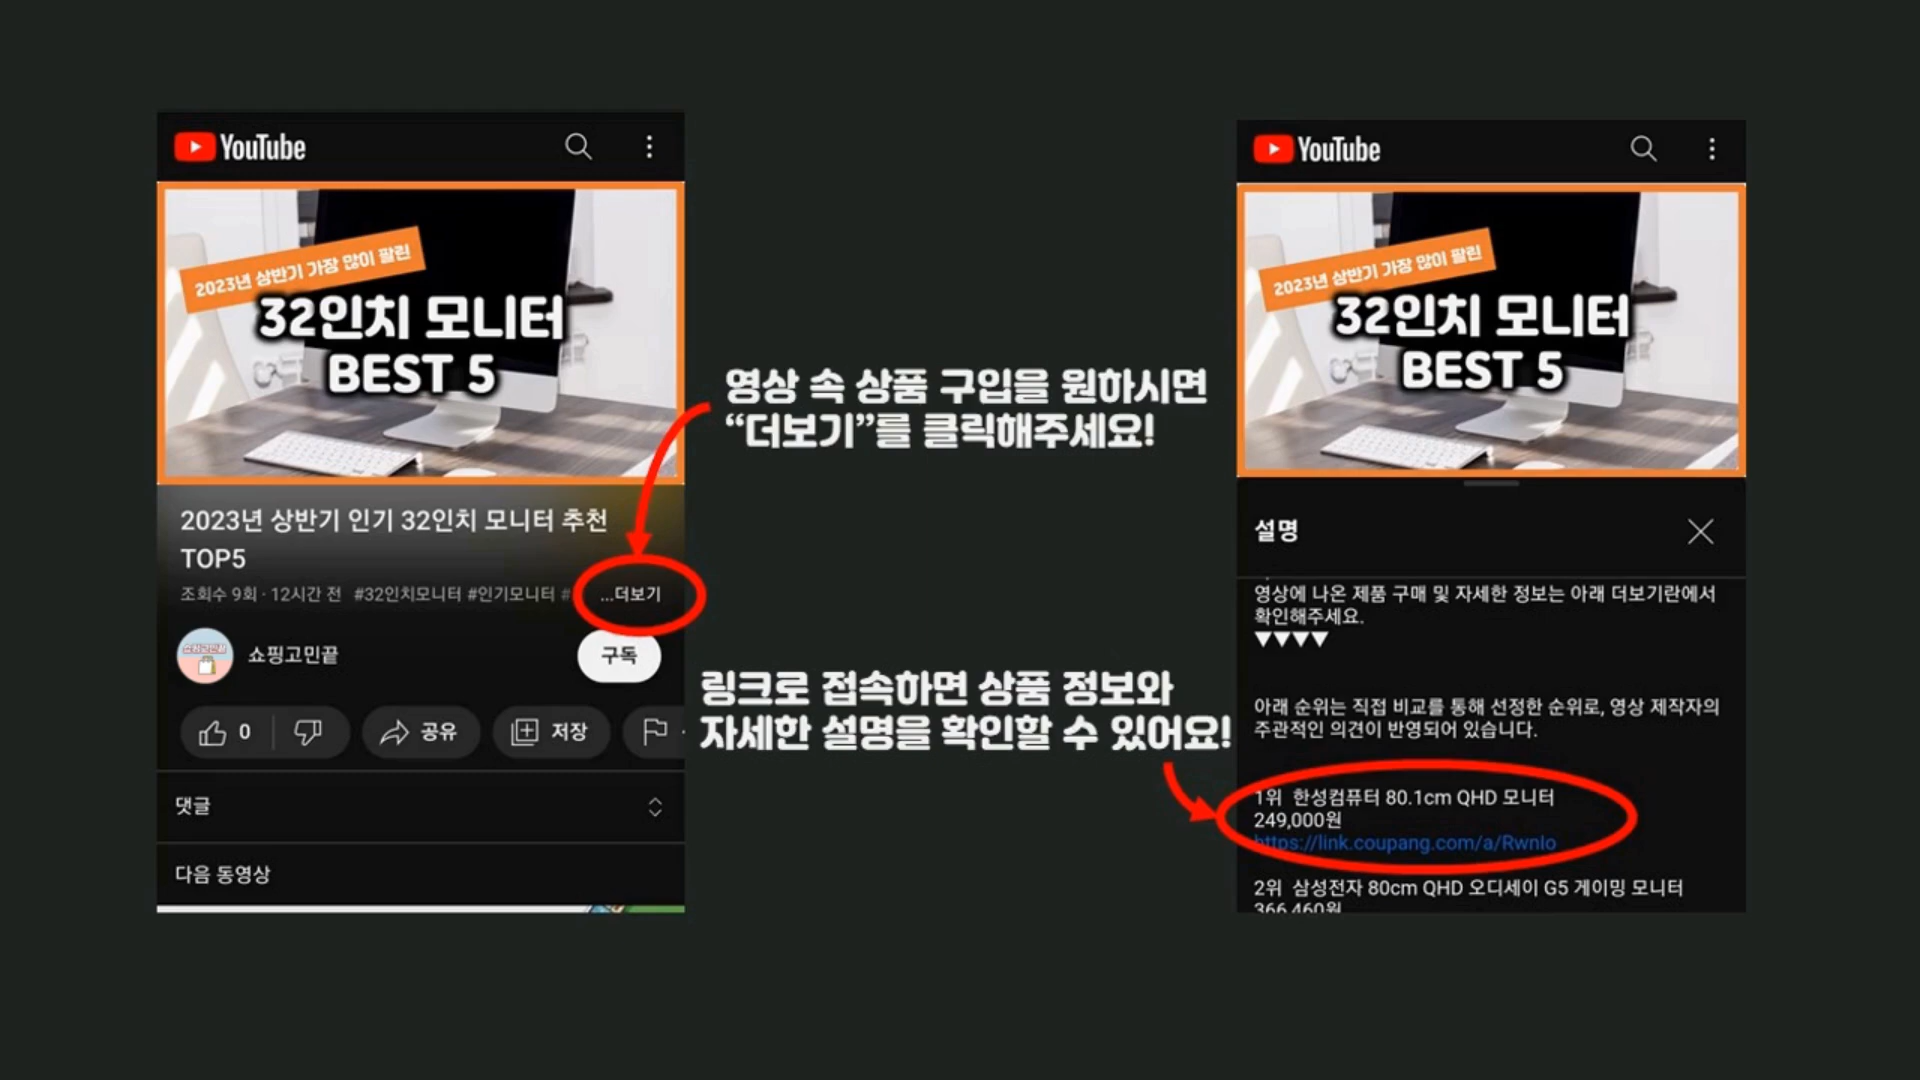 YouTube
2023년 상반기 가장 많이 팔린
32인치 모니터
BEST 5
2023년 상반기 인기 32인치 모니터 추천
TOP5
조회수 9회 · 12시간 전 #32인치모니터 #인기모니터 # ...더보기
쇼핑고민끝
쇼핑고민끝
구독
0
공유
저장
댓글
다음 동영상
영상 속 상품 구입을 원하시면
“더보기”를 클릭해주세요!
링크로 접속하면 상품 정보와
자세한 설명을 확인할 수 있어요!
YouTube
2023년 상반기 가장 많이 팔린
32인치 모니터
BEST 5
설명
영상에 나온 제품 구매 및 자세한 정보는 아래 더보기란에서
확인해주세요.
▼▼▼▼
아래 순위는 직접 비교를 통해 선정한 순위로, 영상 제작자의
주관적인 의견이 반영되어 있습니다.
1위 한성컴퓨터 80.1cm QHD 모니터
249,000원
https://link.coupang.com/a/RwnIo
2위 삼성전자 80cm QHD 오디세이 G5 게이밍 모니터
366,460원